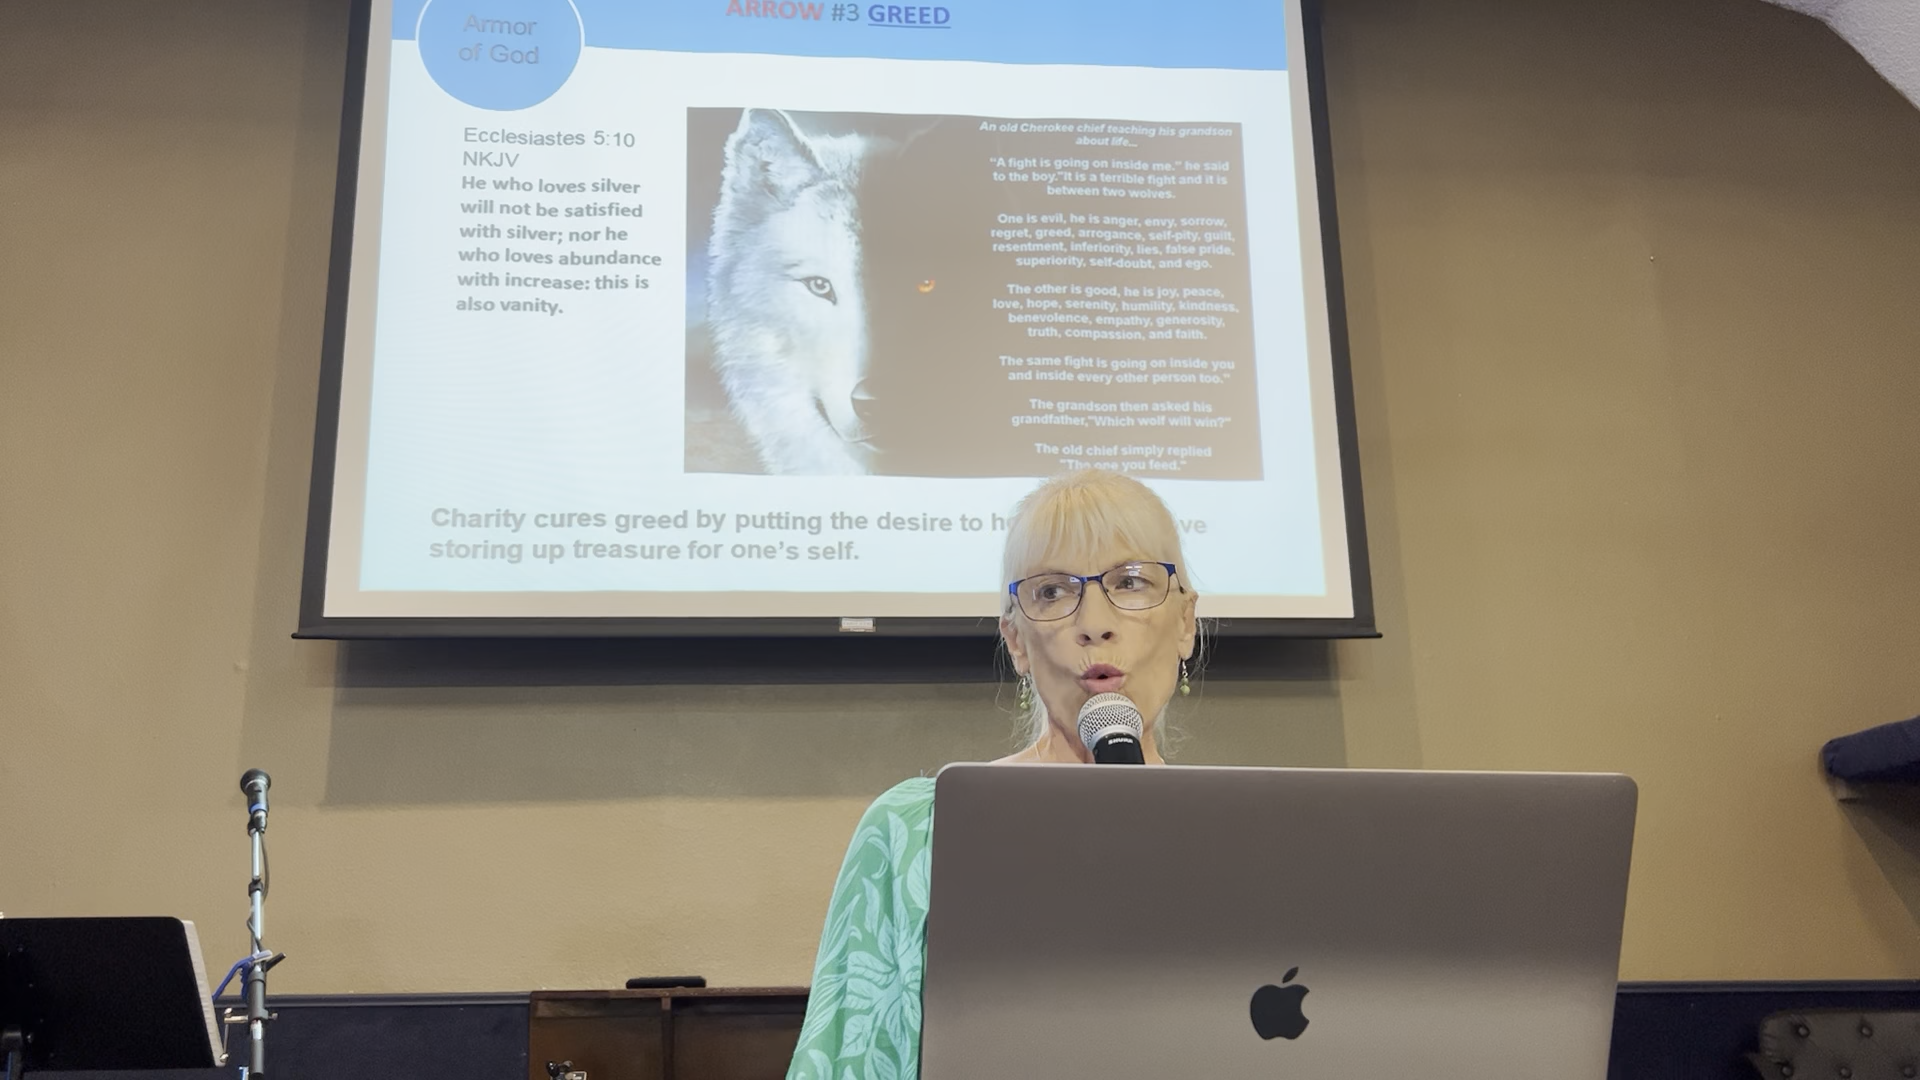 Armor
of God
ARROW #3 GREED
Ecclesiastes 5:10
NKJV
He who loves silver
will not be satisfied
with silver; nor he
who loves abundance
with increase: this is
also vanity.
An old Cherokee chief teaching his grandson
about life...
"A fight is going on inside me." he said
to the boy."It is a terrible fight and it is
between two wolves.
One is evil, he is anger, envy, sorrow,
regret, greed, arrogance, self-pity, guilt,
resentment, inferiority, lies, false pride,
superiority, self-doubt, and ego.
The other is good, he is joy, peace,
love, hope, serenity, humility, kindness,
benevolence, empathy, generosity,
truth, compassion, and faith.
The same fight is going on inside you
and inside every other person too."
The grandson then asked his
grandfather,"Which wolf will win?"
The old chief simply replied
"The one you feed."
Charity cures greed by putting the desire to
storing up treasure for one's self.
SHURE